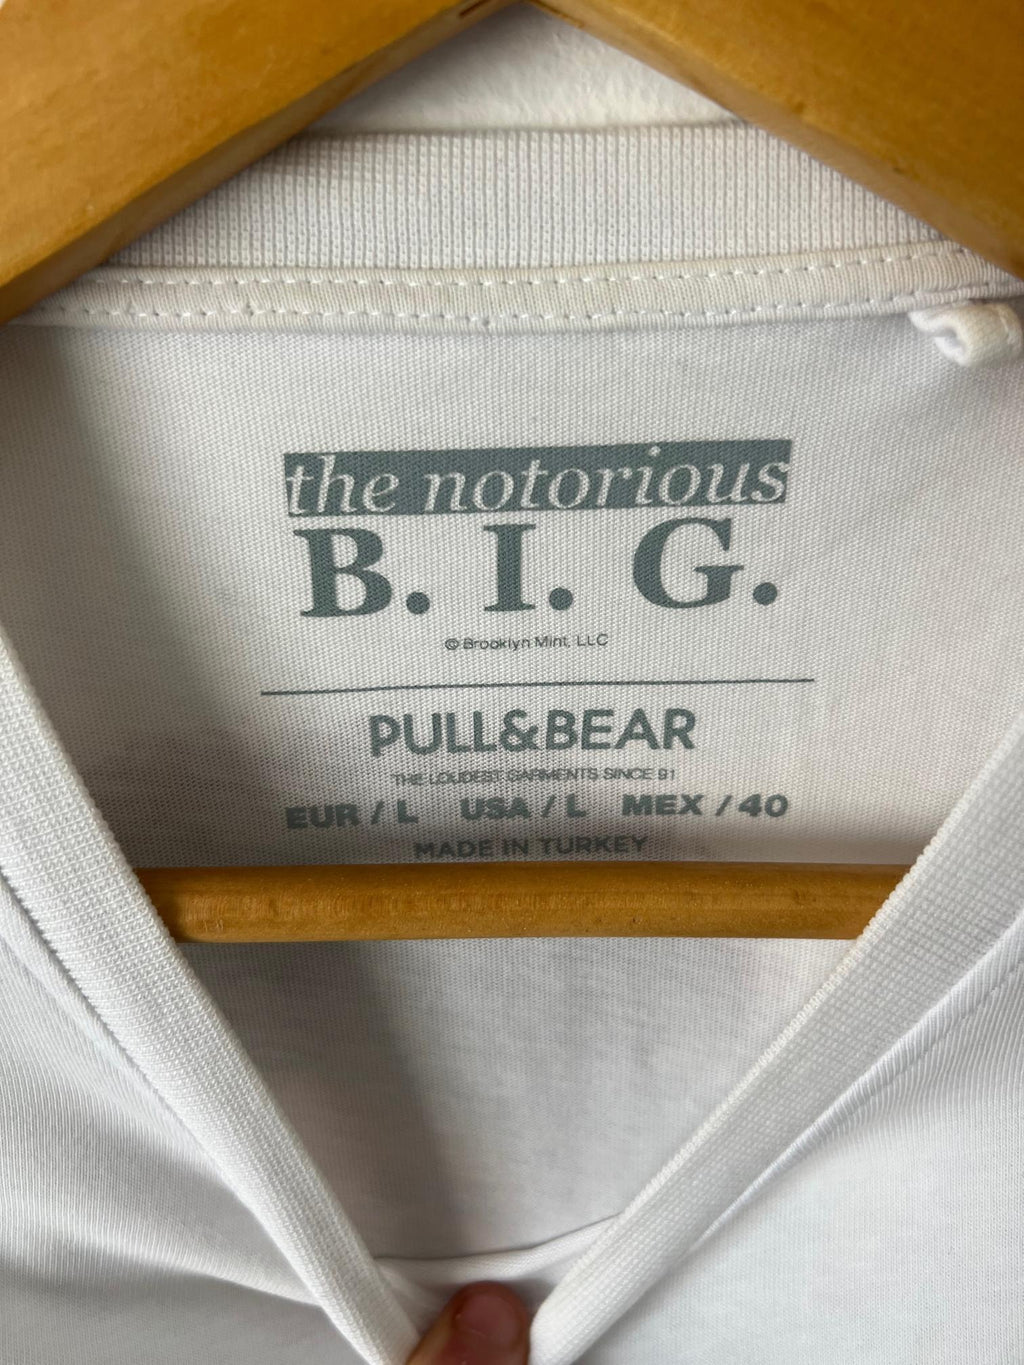 the notorious
B. I. G.
© Brooklyn Mint, LLC
PULL&BEAR
THE LOUDEST GARMENTS SINCE 91
EUR / L USA / L MEX / 40
MADE IN TURKEY